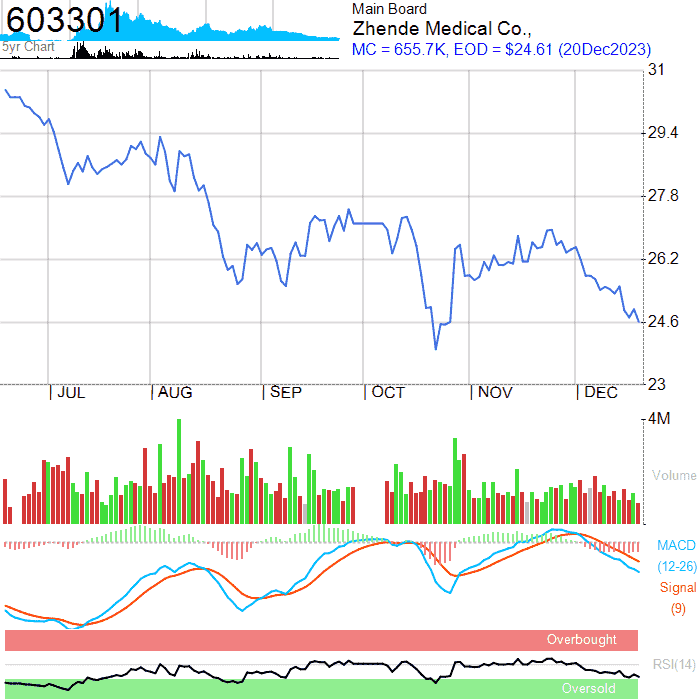 603301
5yr Chart
Main Board
Zhende Medical Co.,
MC = 655.7K, EOD = $24.61 (20Dec2023)
31
29.4
27.8
26.2
24.6
23
JUL AUG SEP OCT NOV DEC
4M
Volume
MACD
(12-26)
Signal
(9)
Overbought
RSI(14)
Oversold